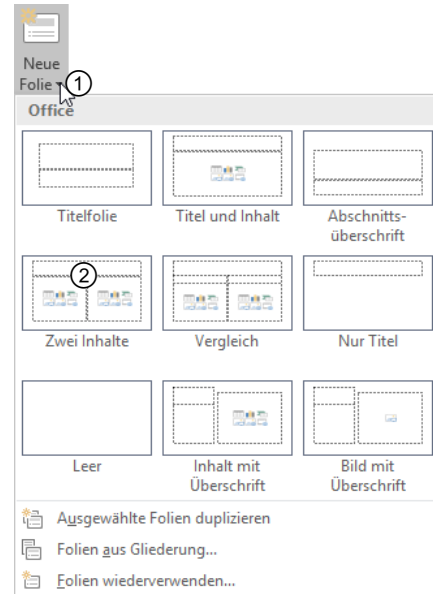 Neue
Folie
1
Office
Titelfolie
Titel und Inhalt
Abschnitts-
überschrift
2
Zwei Inhalte
Vergleich
Nur Titel
Leer
Inhalt mit
Überschrift
Bild mit
Überschrift
Ausgewählte Folien duplizieren
Folien aus Gliederung...
Folien wiederverwenden...